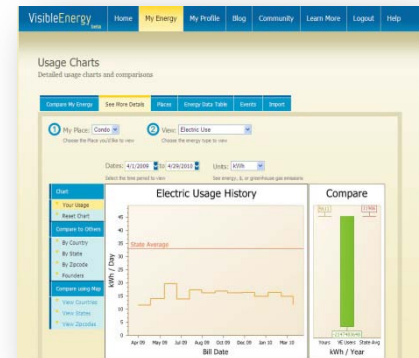 VisibleEnergy
beta
Home My Energy My Profile Blog Community Learn More Logout Help
Usage Charts
Detailed usage charts and comparisons
Compare My Energy See More Details Places Energy Data Table Events Import
1 My Place: Condo 2 View: Electric Use
Choose the Place you'd like to view Choose the energy type to view
Dates: 4/1/2009 to 4/29/2010 Units: kWh
Select the time period to view See energy, $, or greenhouse gas emissions
Chart
Your Usage
Reset Chart
Compare to Others
By Country
By State
By Zipcode
Founders
Compare using Map
View Countries
View States
View Zipcodes
Electric Usage History
kWh / Day
45
40
35
30
25
20
15
10
5
0
State Average
Apr 09 May 09 Jul 09 Aug 09 Oct 09 Dec 09 Jan 10 Mar 10
Bill Date
Compare
Yours VE Users State Avg
kWh / Year